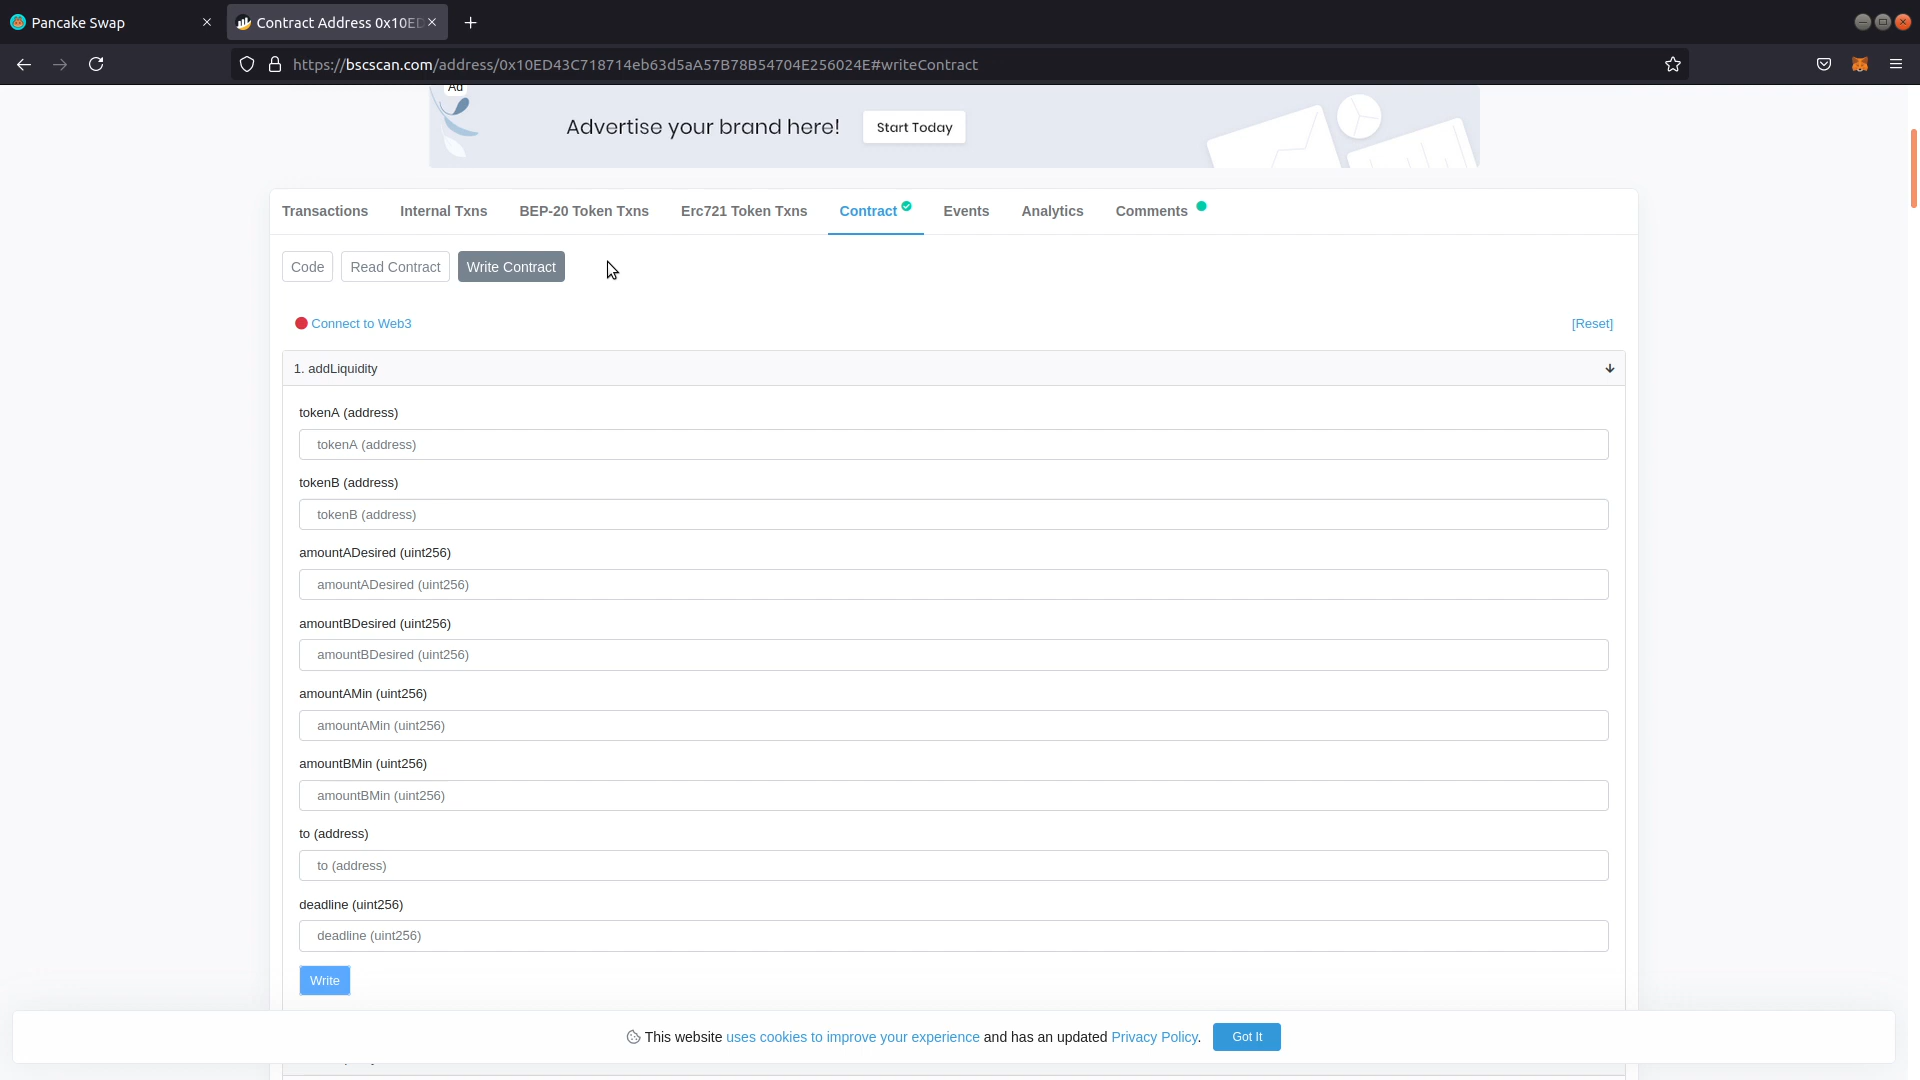 Pancake Swap
Contract Address 0x10ED
https://bscscan.com/address/0x10ED43C718714eb63d5aA57B78B54704E256024E#writeContract
Ad
Advertise your brand here!
Start Today
Transactions Internal Txns BEP-20 Token Txns Erc721 Token Txns Contract Events Analytics Comments
Code Read Contract Write Contract
Connect to Web3 [Reset]
1. addLiquidity
tokenA (address)
tokenA (address)
tokenB (address)
tokenB (address)
amountADesired (uint256)
amountADesired (uint256)
amountBDesired (uint256)
amountBDesired (uint256)
amountAMin (uint256)
amountAMin (uint256)
amountBMin (uint256)
amountBMin (uint256)
to (address)
to (address)
deadline (uint256)
deadline (uint256)
Write
This website uses cookies to improve your experience and has an updated Privacy Policy. Got It